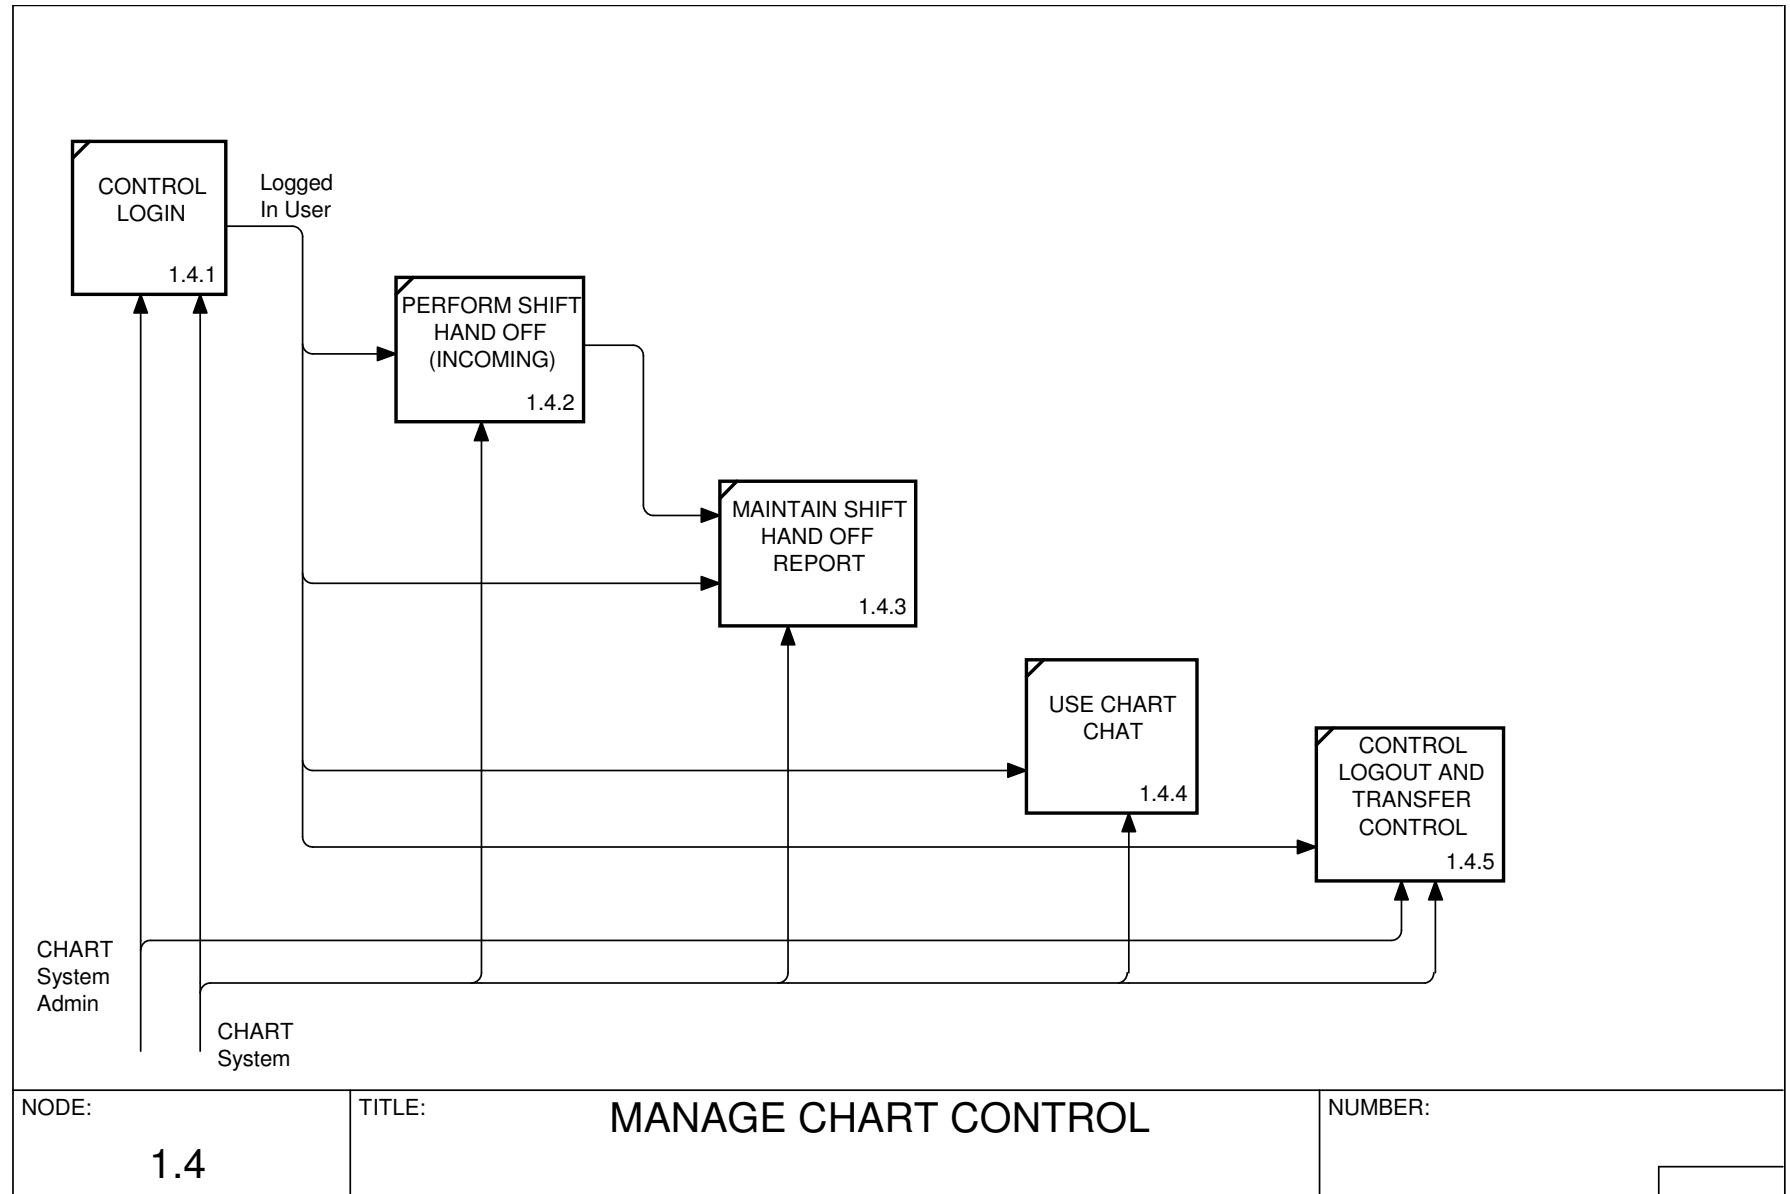 CONTROL
LOGIN
1.4.1
Logged
In User
PERFORM SHIFT
HAND OFF
(INCOMING)
1.4.2
MAINTAIN SHIFT
HAND OFF
REPORT
1.4.3
USE CHART
CHAT
1.4.4
CONTROL
LOGOUT AND
TRANSFER
CONTROL
1.4.5
CHART
System
Admin
CHART
System
NODE:
1.4
TITLE:
MANAGE CHART CONTROL
NUMBER: